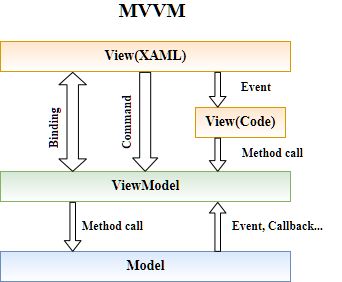 MVVM
View(XAML)
Event
Binding
Command
View(Code)
Method call
ViewModel
Method call
Event, Callback...
Model